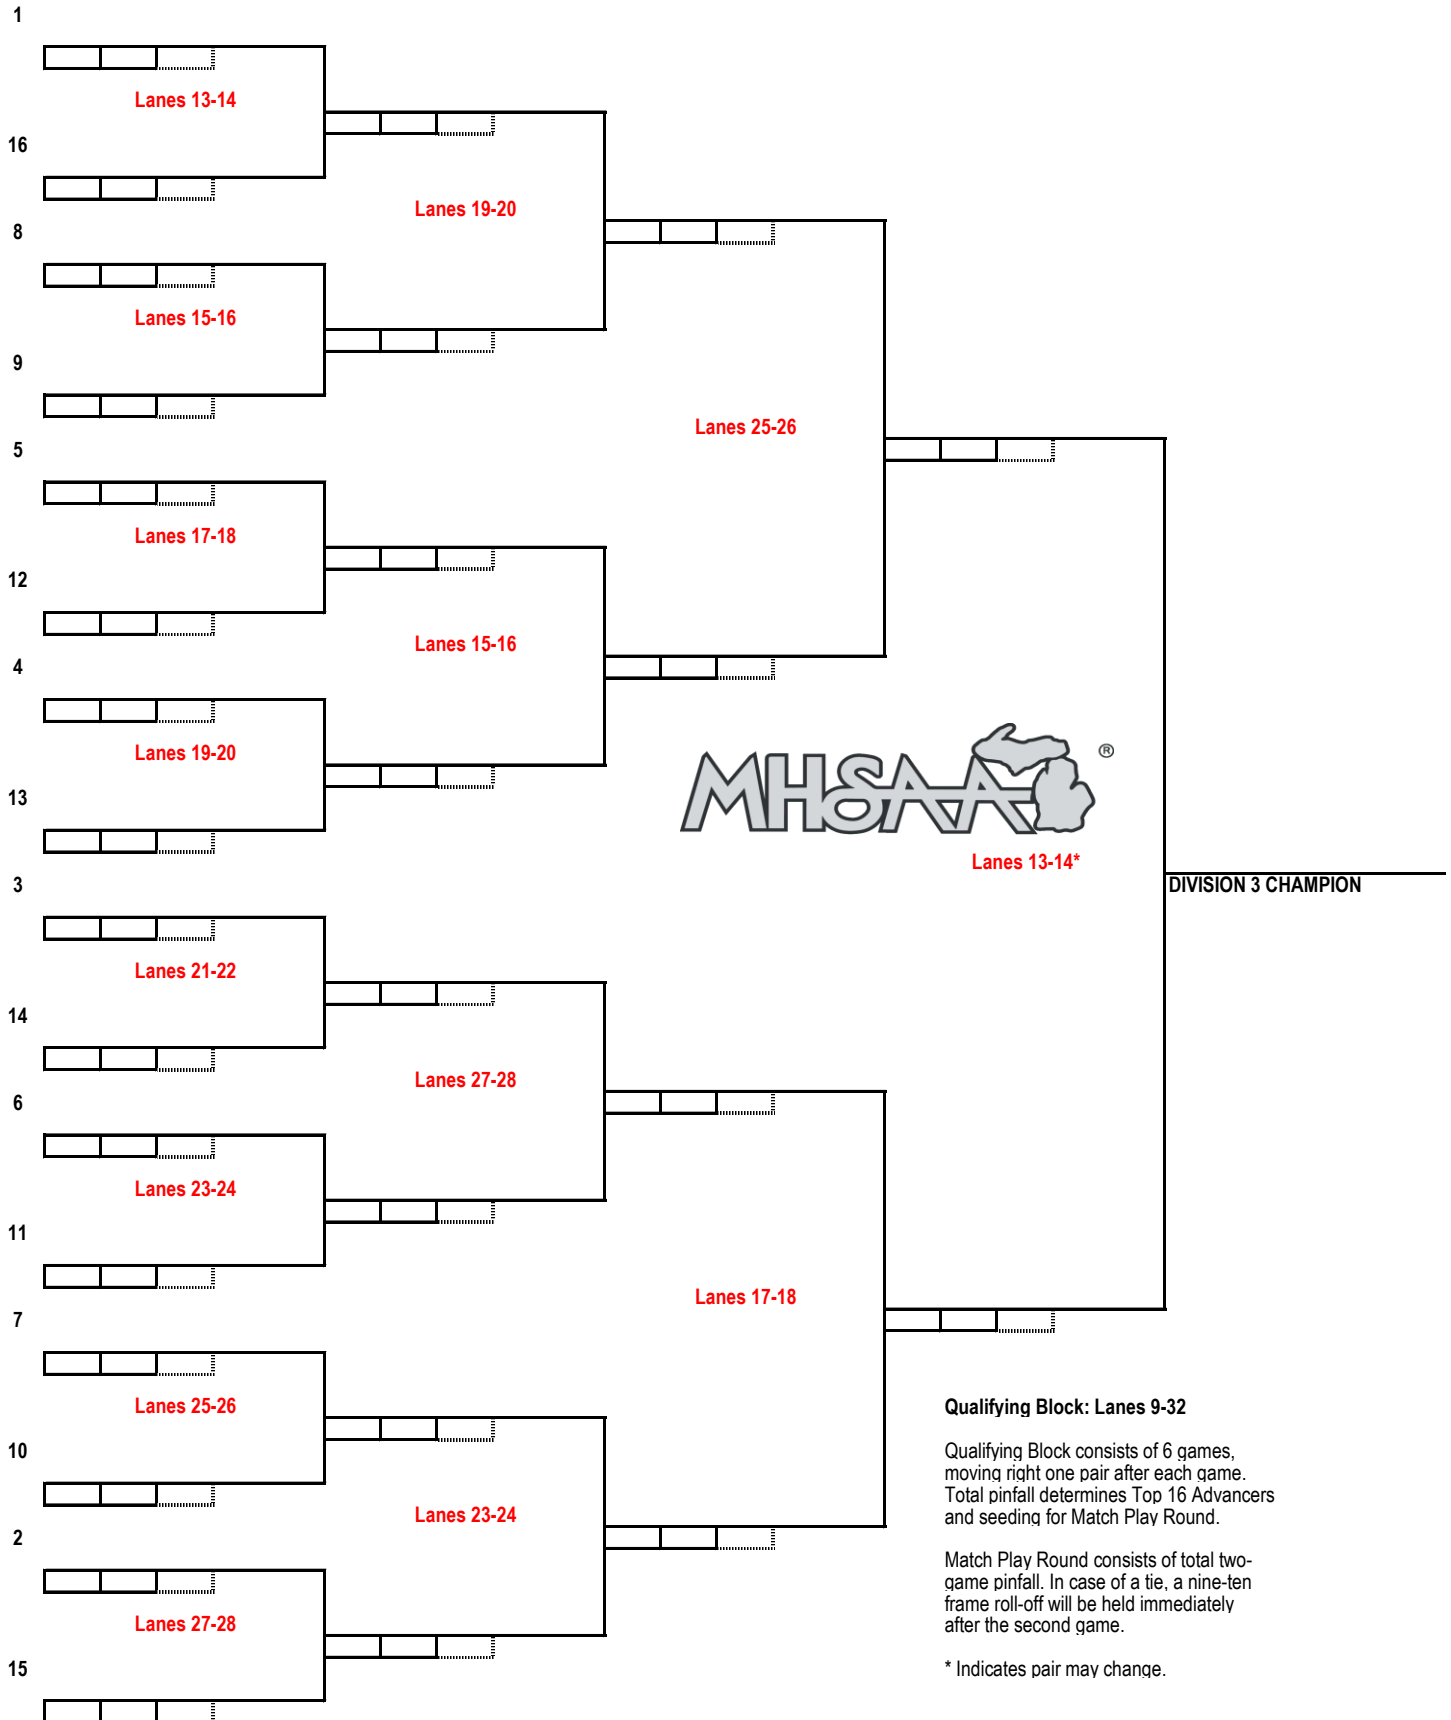 1
Lanes 13-14
16
Lanes 19-20
8
Lanes 15-16
9
Lanes 25-26
5
Lanes 17-18
12
Lanes 15-16
4
Lanes 19-20
MHSAA®
13
Lanes 13-14*
3
DIVISION 3 CHAMPION
Lanes 21-22
14
Lanes 27-28
6
Lanes 23-24
11
Lanes 17-18
7
Lanes 25-26
10
Lanes 23-24
2
Lanes 27-28
15
Qualifying Block: Lanes 9-32
Qualifying Block consists of 6 games,
moving right one pair after each game.
Total pinfall determines Top 16 Advancers
and seeding for Match Play Round.
Match Play Round consists of total two-
game pinfall. In case of a tie, a nine-ten
frame roll-off will be held immediately
after the second game.
* Indicates pair may change.